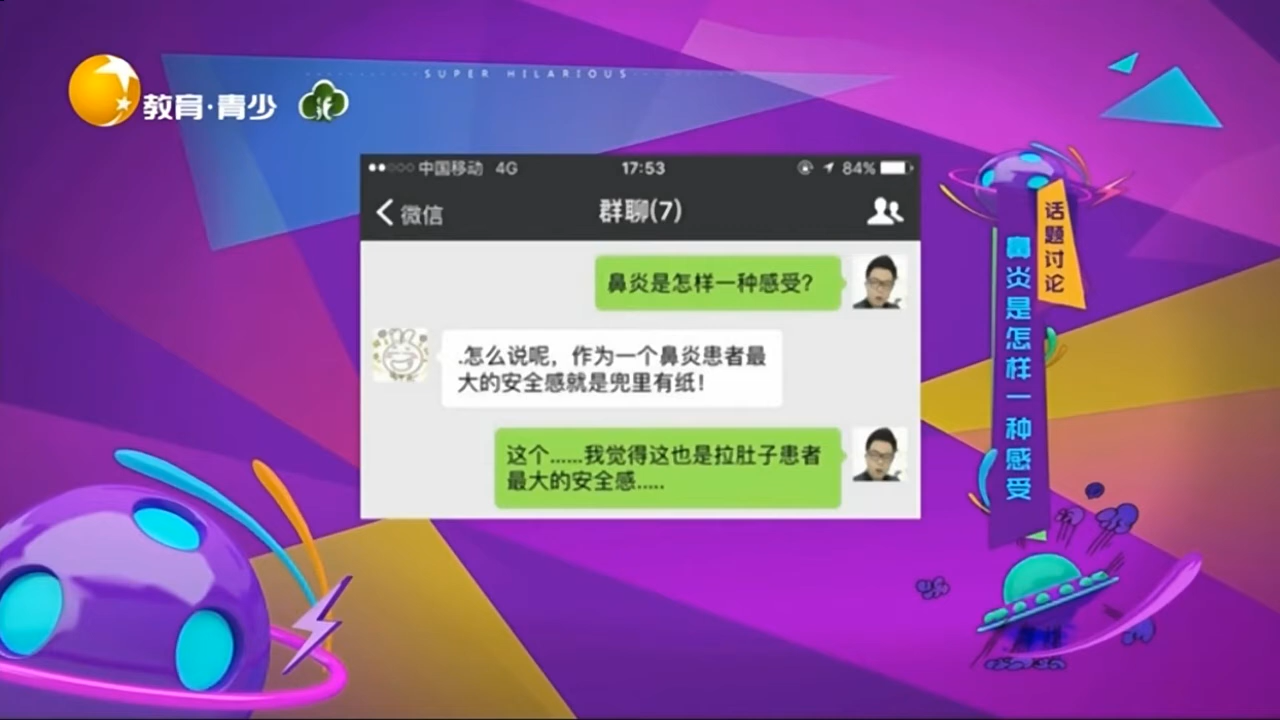 SUPER HILARIOUS
教育·青少
中国移动 4G 17:53 84%
微信 群聊(7)
鼻炎是怎样一种感受?
.怎么说呢，作为一个鼻炎患者最
大的安全感就是兜里有纸！
这个……我觉得这也是拉肚子患者
最大的安全感.....
话题讨论
鼻炎是怎样一种感受